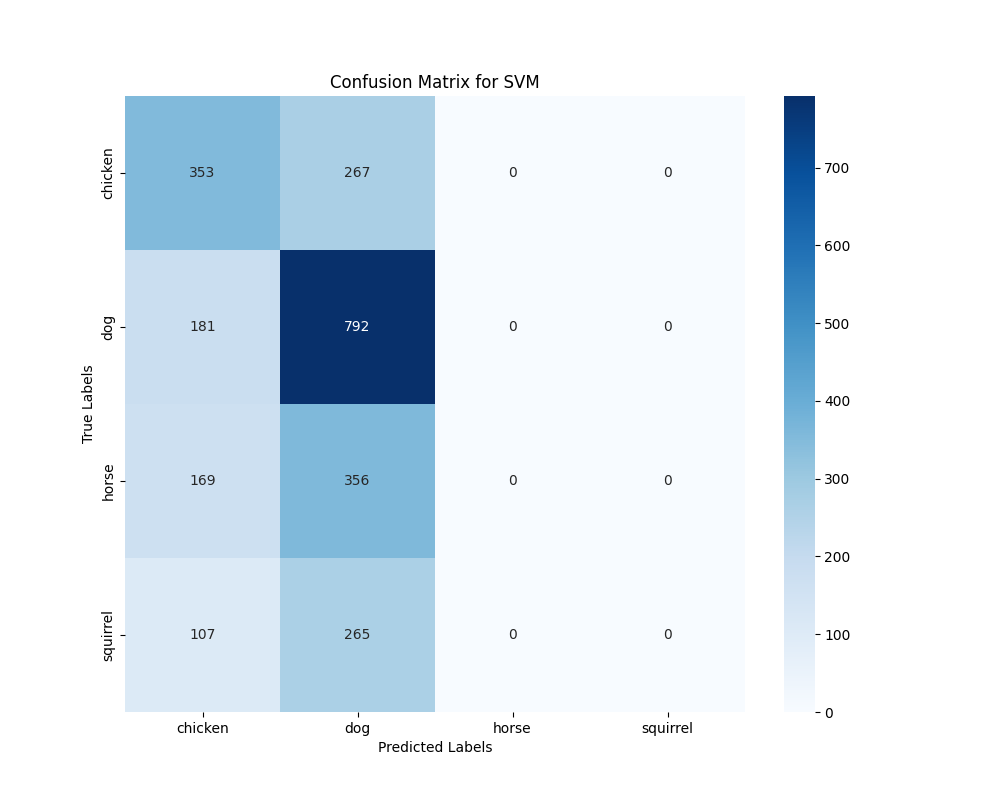 Confusion Matrix for SVM
chicken 353 267 0 0
dog 181 792 0 0
horse 169 356 0 0
squirrel 107 265 0 0
chicken dog horse squirrel
Predicted Labels
True Labels
700
600
500
400
300
200
100
0